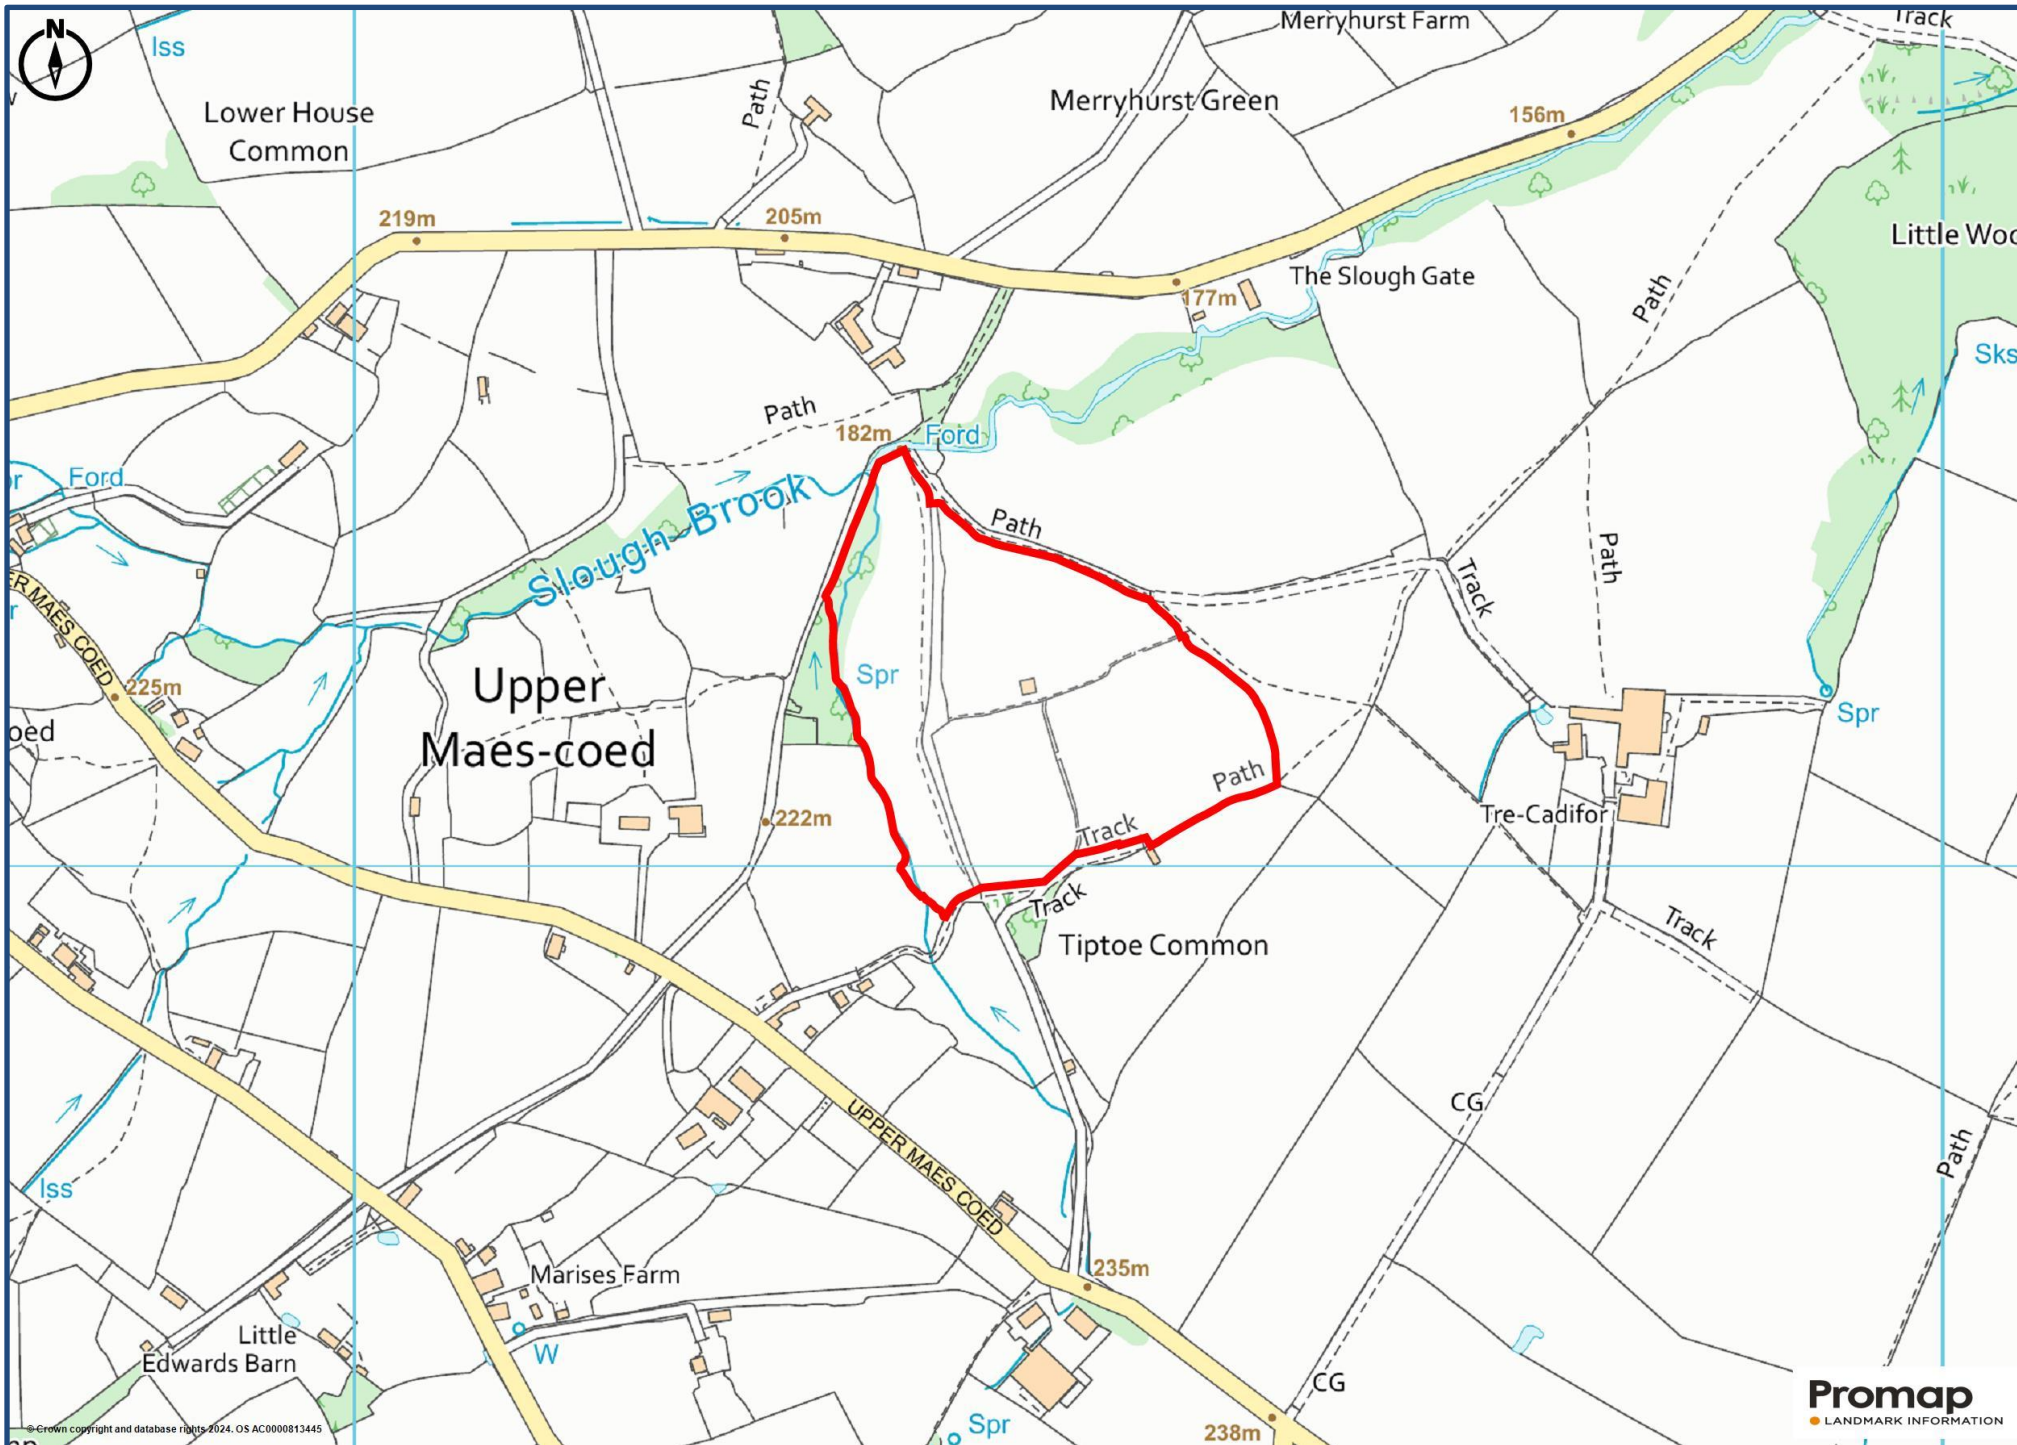 N
Iss
Merryhurst Farm
Track
Lower House
Common
Path
Merryhurst Green
156m
219m
205m
Little Woo
The Slough Gate
177m
Path
Sks
Path
182m
Ford
Ford
Slough Brook
Path
Path
Track
UPPER MAES COED
225m
Upper
Maes-coed
Spr
Spr
oed
Path
222m
Track
Tre-Cadifor
Track
Tiptoe Common
Track
CG
UPPER MAES COED
Path
Iss
235m
Marises Farm
Little
Edwards Barn
W
CG
Spr
238m
Promap
LANDMARK INFORMATION
© Crown copyright and database rights 2024. OS AC0000813445